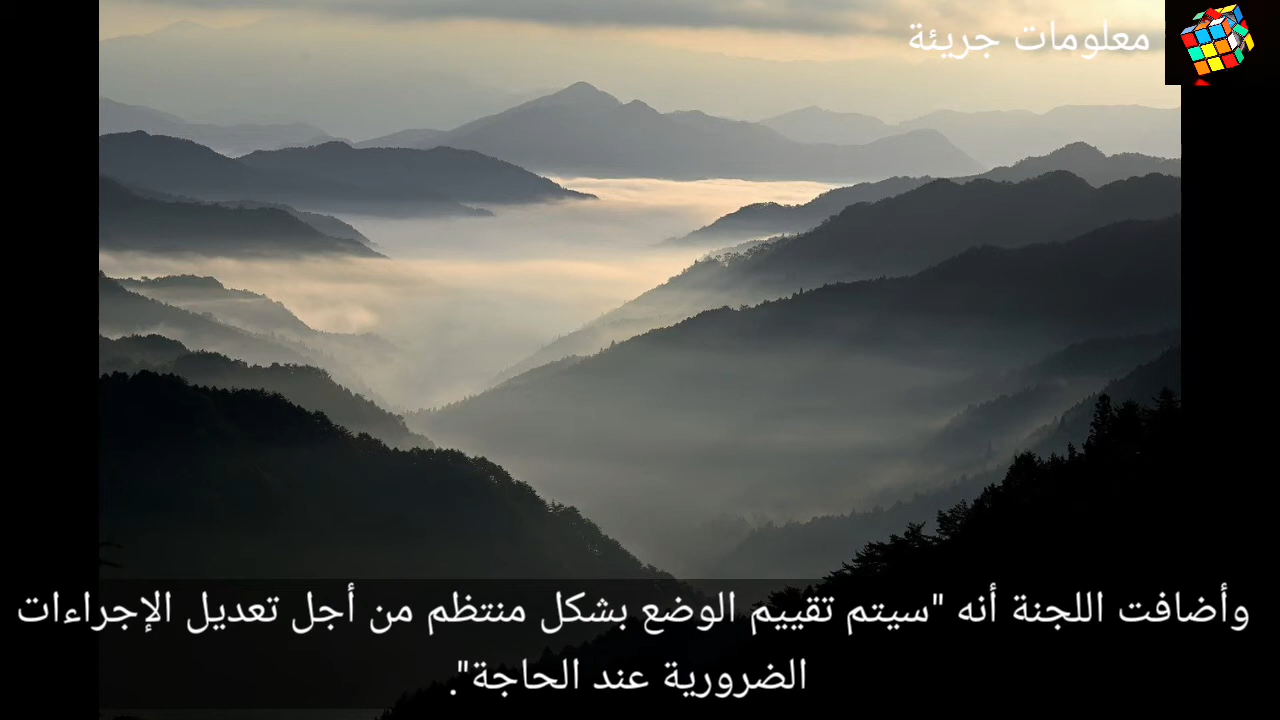 معلومات جريئة
وأضافت اللجنة أنه "سيتم تقييم الوضع بشكل منتظم من أجل تعديل الإجراءات
الضرورية عند الحاجة".